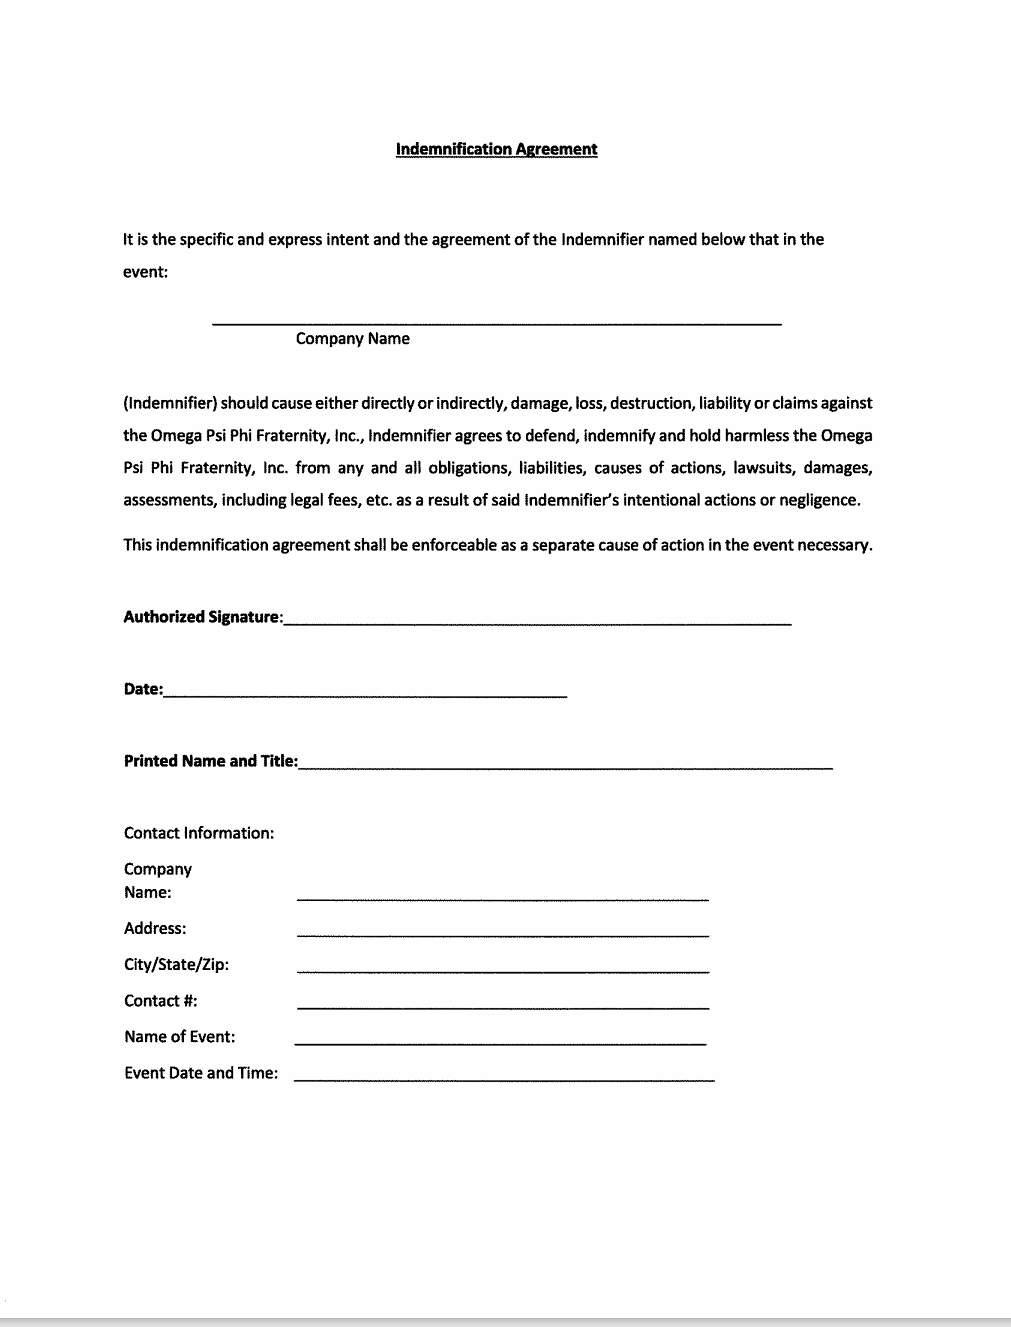 Indemnification Agreement
It is the specific and express intent and the agreement of the Indemnifier named below that in the
event:
Company Name
(Indemnifier) should cause either directly or indirectly, damage, loss, destruction, liability or claims against
the Omega Psi Phi Fraternity, Inc., Indemnifier agrees to defend, indemnify and hold harmless the Omega
Psi Phi Fraternity, Inc. from any and all obligations, liabilities, causes of actions, lawsuits, damages,
assessments, including legal fees, etc. as a result of said Indemnifier's intentional actions or negligence.
This indemnification agreement shall be enforceable as a separate cause of action in the event necessary.
Authorized Signature:
Date:
Printed Name and Title:
Contact Information:
Company
Name:
Address:
City/State/Zip:
Contact #:
Name of Event:
Event Date and Time: